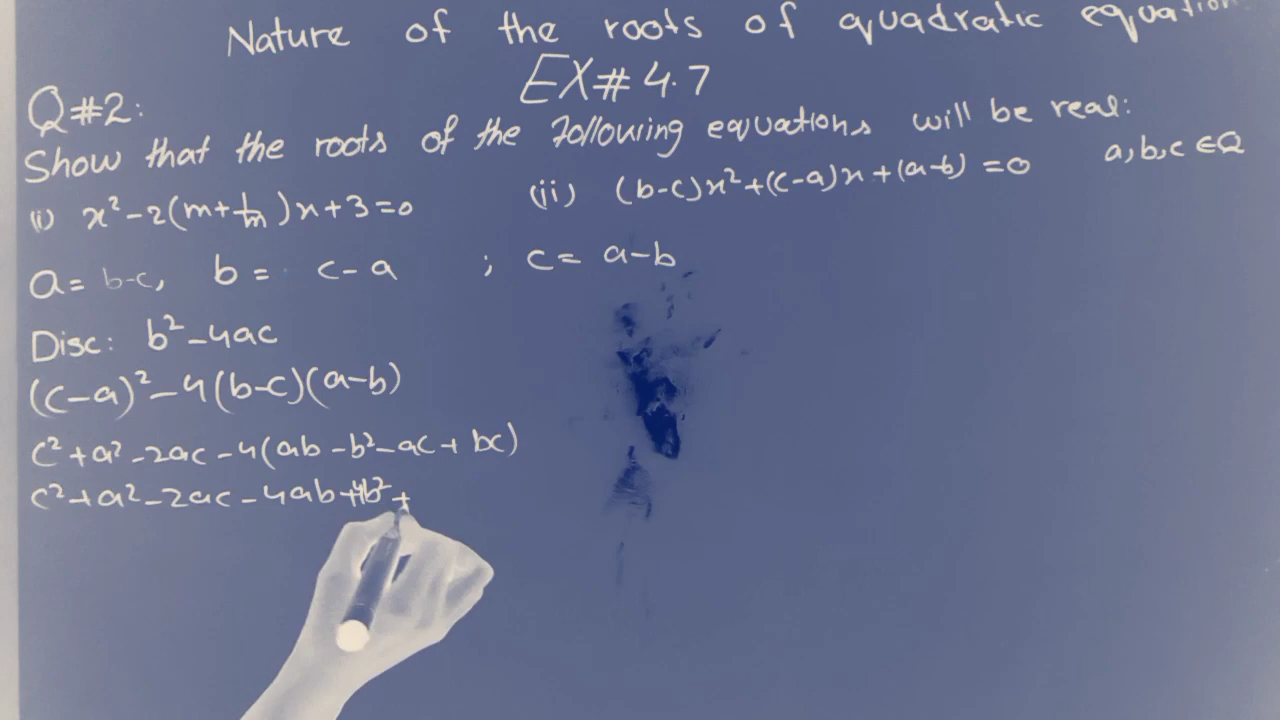 Nature of the roots of quadratic equation
EX# 4.7
Q#2:
Show that the roots of the following equations will be real:
a,b,c ∈Q
(i) x²-2(m+1/m)x+3=0
(ii) (b-c)x²+(c-a)x+(a-b)=0
a= b-c, b= c-a ; c= a-b
Disc: b²-4ac
(c-a)²-4(b-c)(a-b)
c²+a²-2ac-4(ab-b²-ac+bc)
c²+a²-2ac-4ab+4b²+